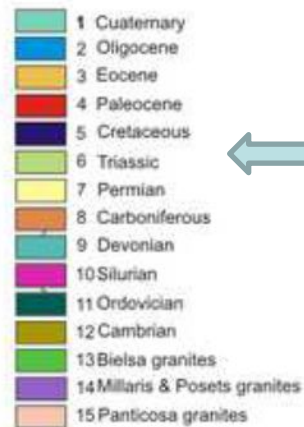 1 Cuaternary
2 Oligocene
3 Eocene
4 Paleocene
5 Cretaceous
6 Triassic
7 Permian
8 Carboniferous
9 Devonian
10 Silurian
11 Ordovician
12 Cambrian
13 Bielsa granites
14 Millaris & Posets granites
15 Panticosa granites